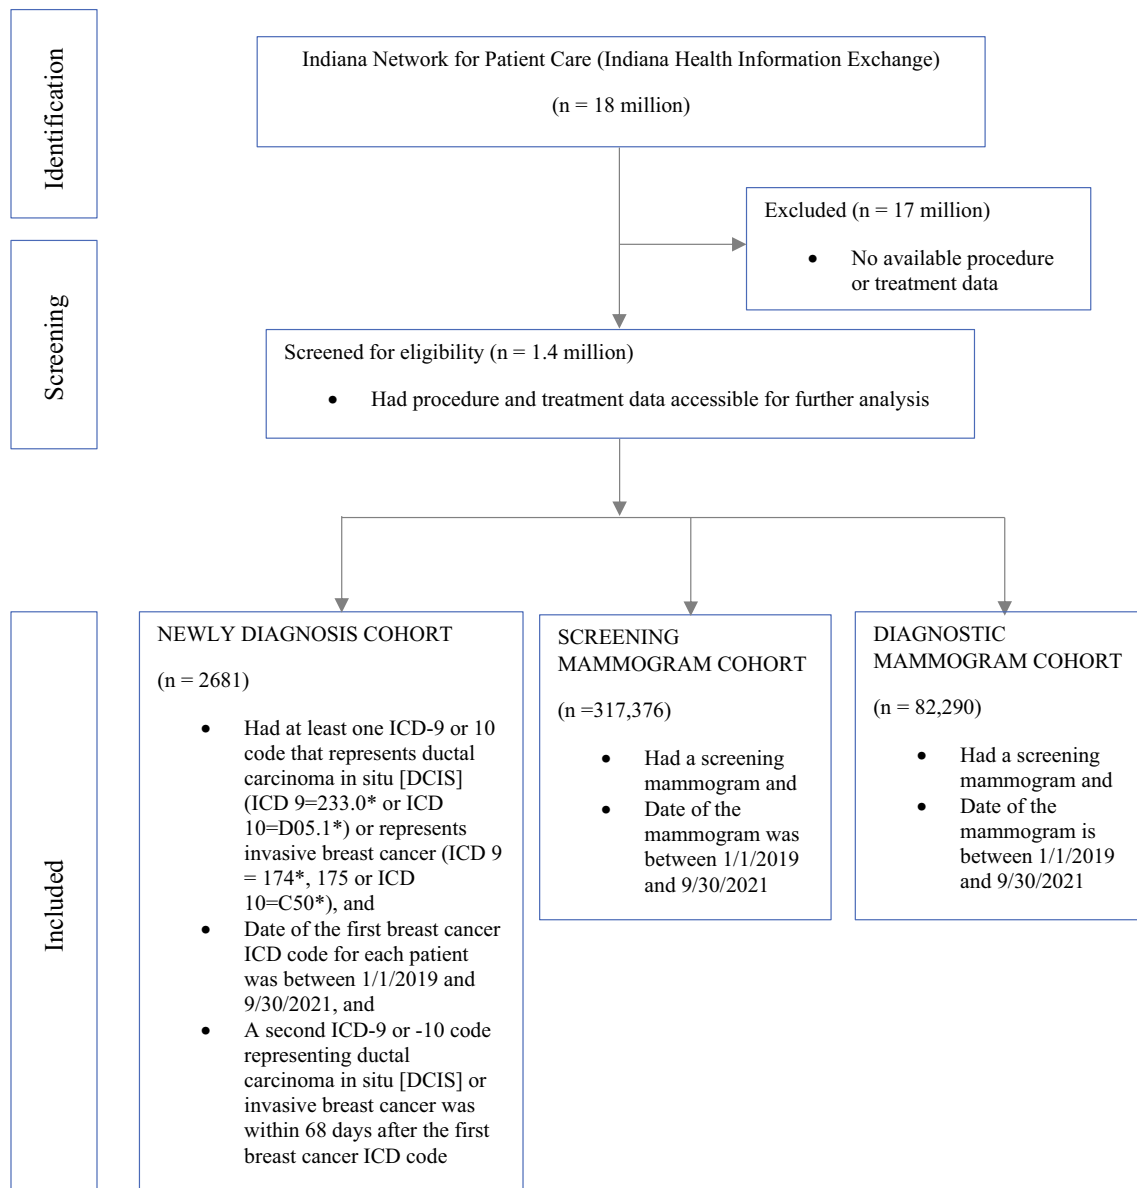 Identification
Indiana Network for Patient Care (Indiana Health Information Exchange)
(n = 18 million)
Excluded (n = 17 million)
• No available procedure
or treatment data
Screening
Screened for eligibility (n = 1.4 million)
• Had procedure and treatment data accessible for further analysis
Included
NEWLY DIAGNOSIS COHORT
(n = 2681)
• Had at least one ICD-9 or 10
code that represents ductal
carcinoma in situ [DCIS]
(ICD 9=233.0* or ICD
10=D05.1*) or represents
invasive breast cancer (ICD 9
= 174*, 175 or ICD
10=C50*), and
• Date of the first breast cancer
ICD code for each patient
was between 1/1/2019 and
9/30/2021, and
• A second ICD-9 or -10 code
representing ductal
carcinoma in situ [DCIS] or
invasive breast cancer was
within 68 days after the first
breast cancer ICD code
SCREENING
MAMMOGRAM COHORT
(n =317,376)
• Had a screening
mammogram and
• Date of the
mammogram was
between 1/1/2019
and 9/30/2021
DIAGNOSTIC
MAMMOGRAM COHORT
(n = 82,290)
• Had a screening
mammogram and
• Date of the
mammogram is
between 1/1/2019
and 9/30/2021